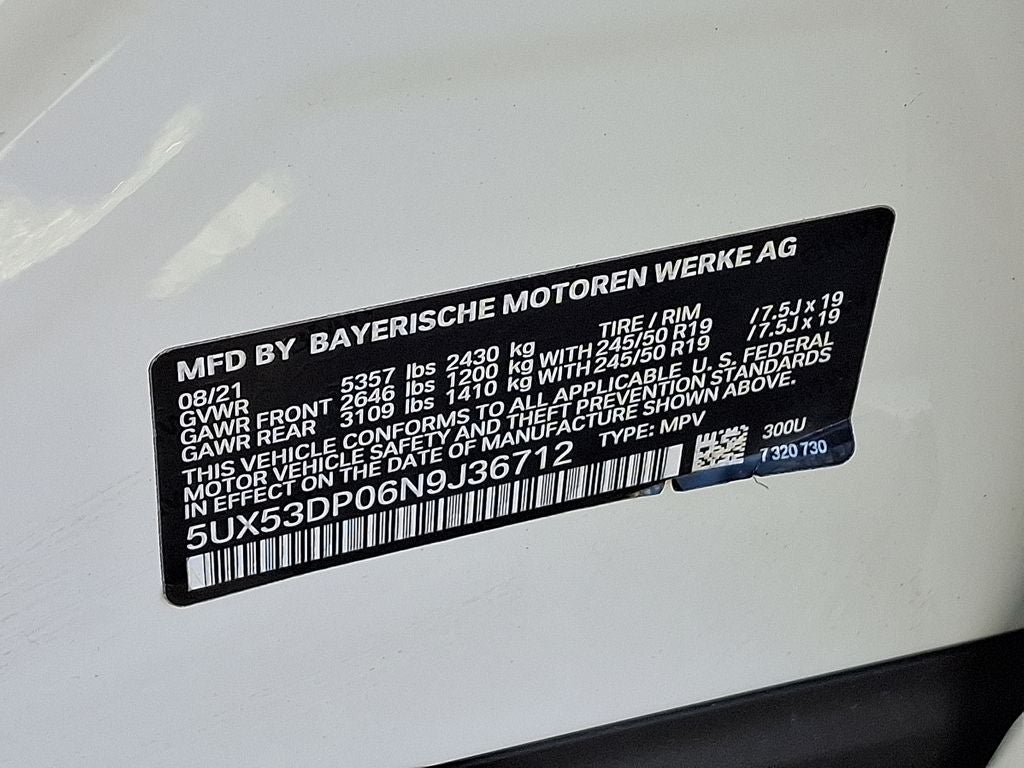 MFD BY BAYERISCHE MOTOREN WERKE AG
08/21 TIRE / RIM
GVWR 5357 lbs 2430 kg
GAWR FRONT 2646 lbs 1200 kg WITH 245/50 R19 / 7.5J x 19
GAWR REAR 3109 lbs 1410 kg WITH 245/50 R19 / 7.5J x 19
THIS VEHICLE CONFORMS TO ALL APPLICABLE U. S. FEDERAL
MOTOR VEHICLE SAFETY AND THEFT PREVENTION STANDARDS
IN EFFECT ON THE DATE OF MANUFACTURE SHOWN ABOVE.
5UX53DP06N9J36712 TYPE: MPV 300U
7 320 730